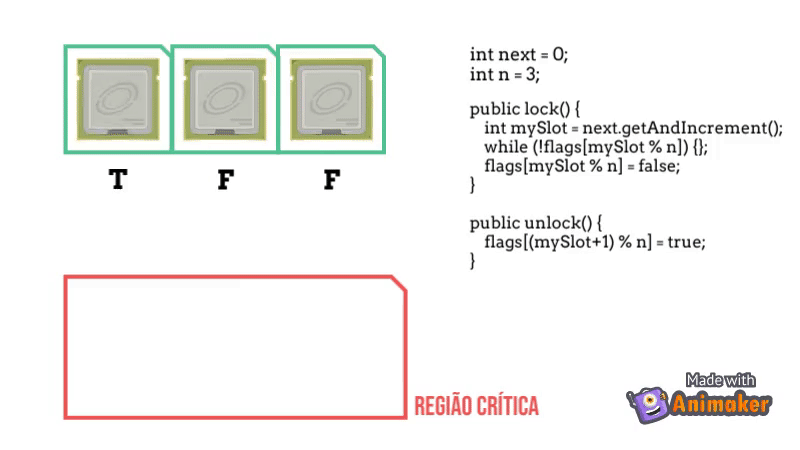 T F F
int next = 0;
int n = 3;
public lock() {
int mySlot = next.getAndIncrement();
while (!flags[mySlot % n]) {};
flags[mySlot % n] = false;
}
public unlock() {
flags[(mySlot+1) % n] = true;
}
REGIÃO CRÍTICA
Made with
Animaker